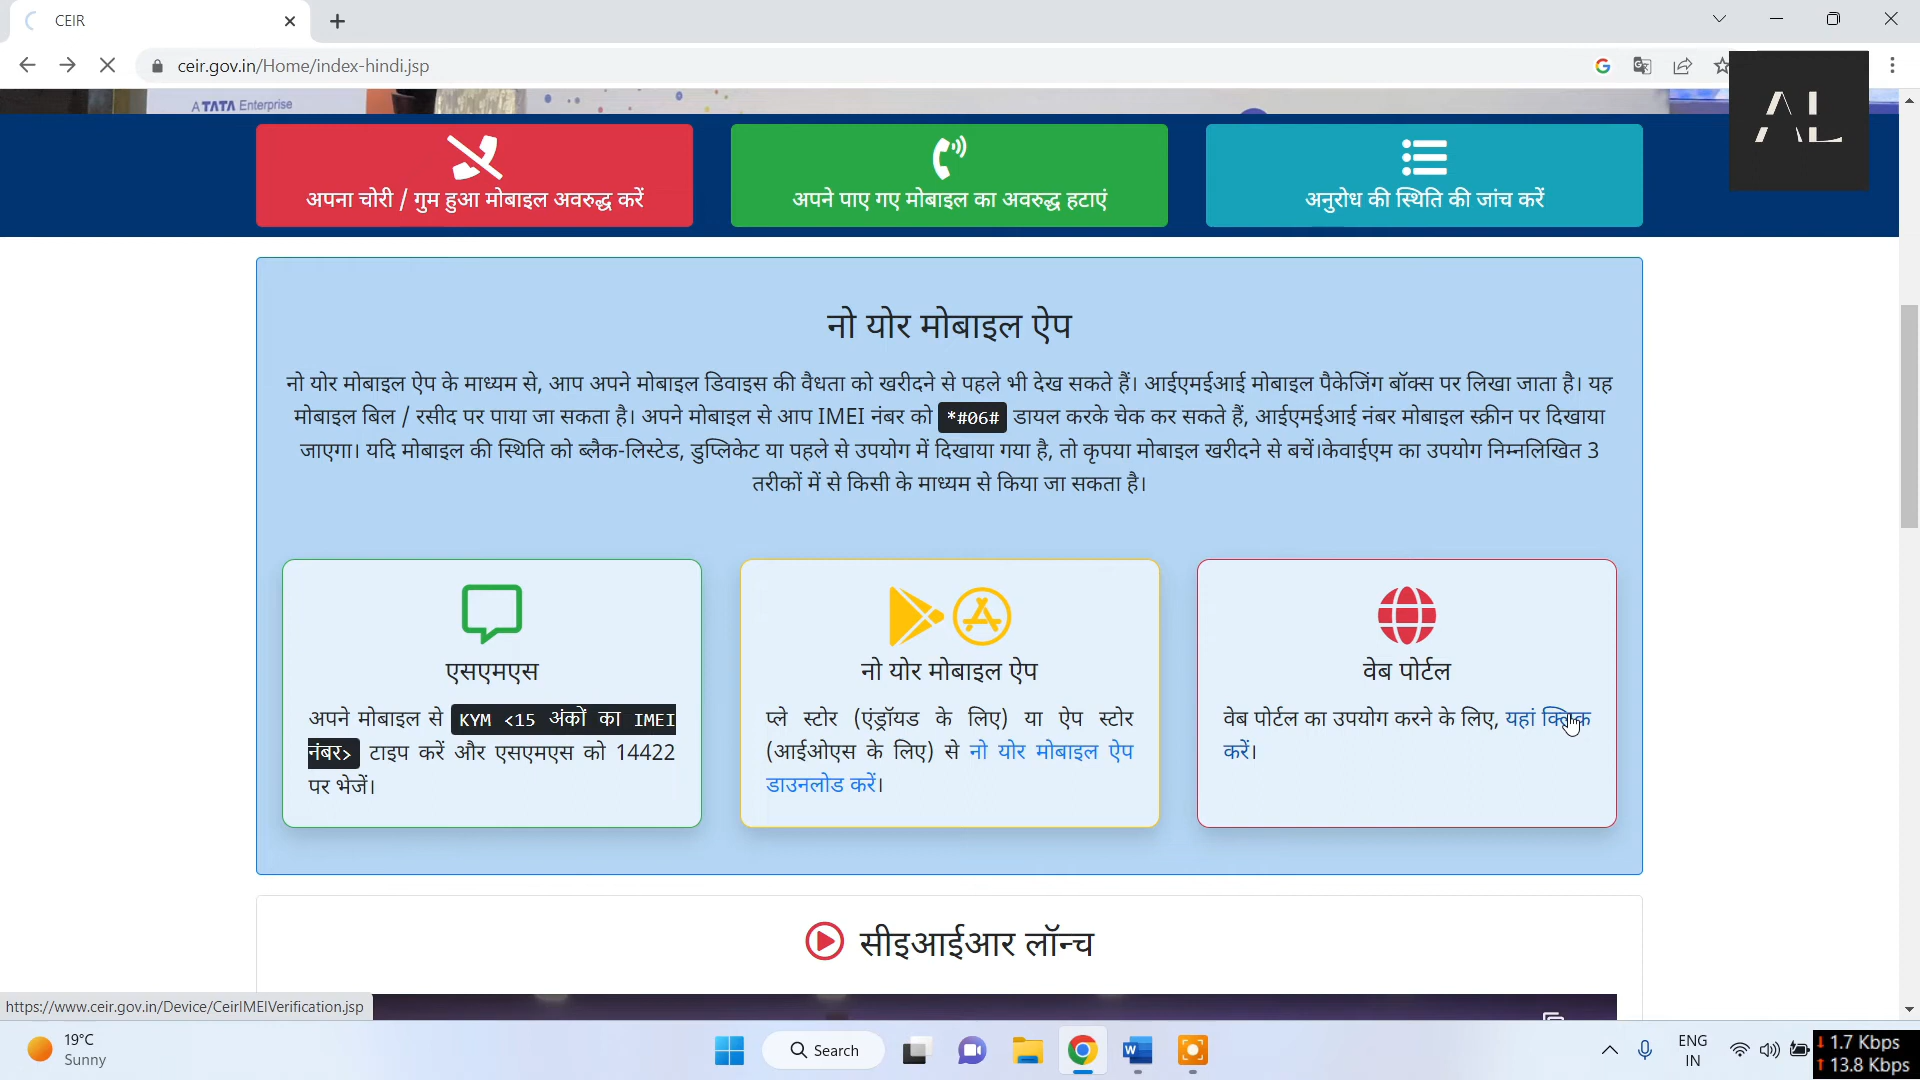 CEIR
ceir.gov.in/Home/index-hindi.jsp
A TATA Enterprise
AL
अपना चोरी / गुम हुआ मोबाइल अवरुद्ध करें
अपने पाए गए मोबाइल का अवरुद्ध हटाएं
अनुरोध की स्थिति की जांच करें
नो योर मोबाइल ऐप
नो योर मोबाइल ऐप के माध्यम से, आप अपने मोबाइल डिवाइस की वैधता को खरीदने से पहले भी देख सकते हैं। आईएमईआई मोबाइल पैकेजिंग बॉक्स पर लिखा जाता है। यह
मोबाइल बिल / रसीद पर पाया जा सकता है। अपने मोबाइल से आप IMEI नंबर को *#06# डायल करके चेक कर सकते हैं, आईएमईआई नंबर मोबाइल स्क्रीन पर दिखाया
जाएगा। यदि मोबाइल की स्थिति को ब्लैक-लिस्टेड, डुप्लिकेट या पहले से उपयोग में दिखाया गया है, तो कृपया मोबाइल खरीदने से बचें।केवाईएम का उपयोग निम्नलिखित 3
तरीकों में से किसी के माध्यम से किया जा सकता है।
एसएमएस
अपने मोबाइल से KYM <15 अंकों का IMEI
नंबर> टाइप करें और एसएमएस को 14422
पर भेजें।
नो योर मोबाइल ऐप
प्ले स्टोर (एंड्रॉयड के लिए) या ऐप स्टोर
(आईओएस के लिए) से नो योर मोबाइल ऐप
डाउनलोड करें।
वेब पोर्टल
वेब पोर्टल का उपयोग करने के लिए, यहां क्लिक
करें।
सीइआईआर लॉन्च
https://www.ceir.gov.in/Device/CeirIMEIVerification.jsp
19°C
Sunny
Search
ENG
IN
1.7 Kbps
13.8 Kbps